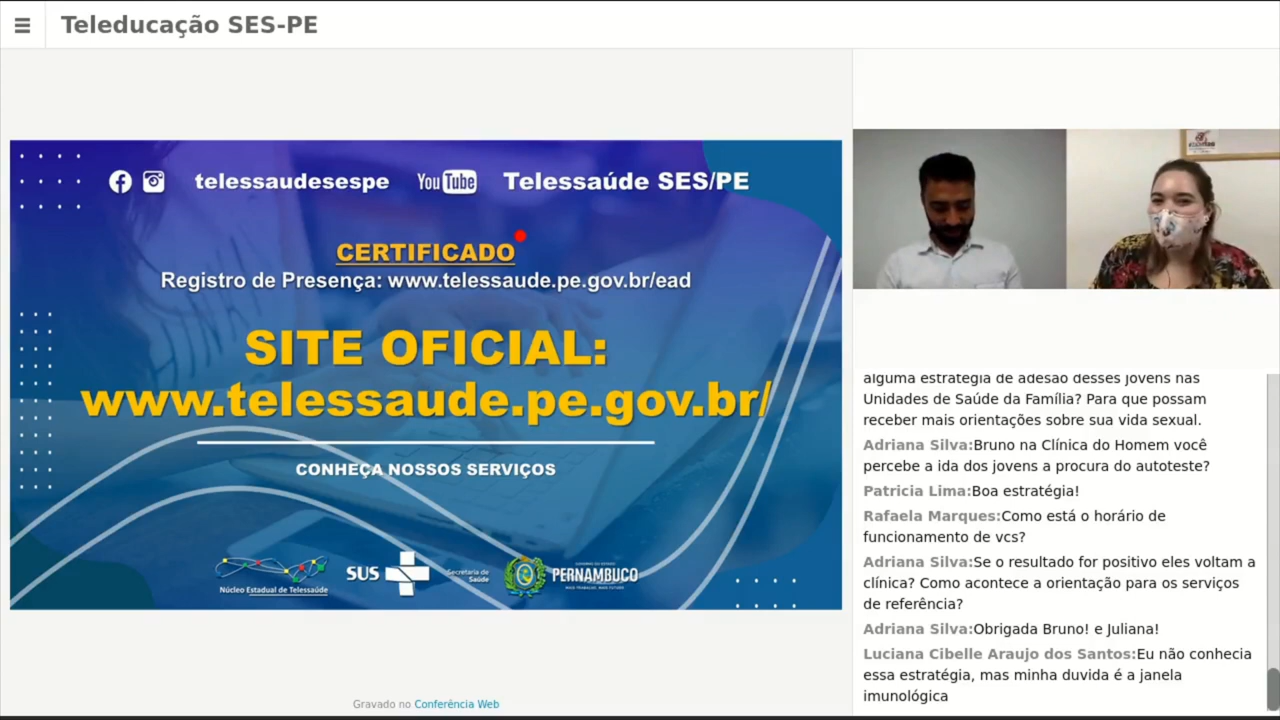 Teleducação SES-PE
telessaudesespe
You Tube
Telessaúde SES/PE
CERTIFICADO
Registro de Presença: www.telessaude.pe.gov.br/ead
SITE OFICIAL:
www.telessaude.pe.gov.br/
CONHEÇA NOSSOS SERVIÇOS
Núcleo Estadual de Telessaúde
SUS
Secretaria de
Saúde
PERNAMBUCO
Gravado no Conferência Web
alguma estratégia de adesão desses jovens nas
Unidades de Saúde da Família? Para que possam
receber mais orientações sobre sua vida sexual.
Adriana Silva:Bruno na Clínica do Homem você
percebe a ida dos jovens a procura do autoteste?
Patricia Lima:Boa estratégia!
Rafaela Marques:Como está o horário de
funcionamento de vcs?
Adriana Silva:Se o resultado for positivo eles voltam a
clínica? Como acontece a orientação para os serviços
de referência?
Adriana Silva:Obrigada Bruno! e Juliana!
Luciana Cibelle Araujo dos Santos:Eu não conhecia
essa estratégia, mas minha duvida é a janela
imunológica